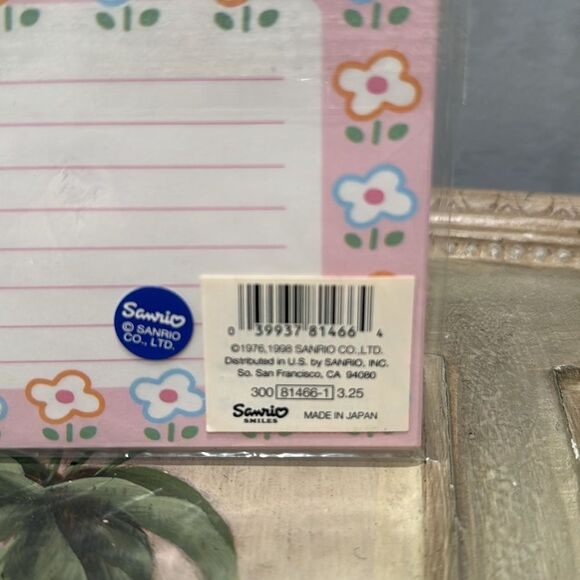 Sanrio
© SANRIO
CO., LTD.
0 39937 81466 4
©1976,1998 SANRIO CO.,LTD.
Distributed in U.S. by SANRIO, INC.
So. San Francisco, CA 94080
300 81466-1 3.25
Sanrio
SMILES
MADE IN JAPAN